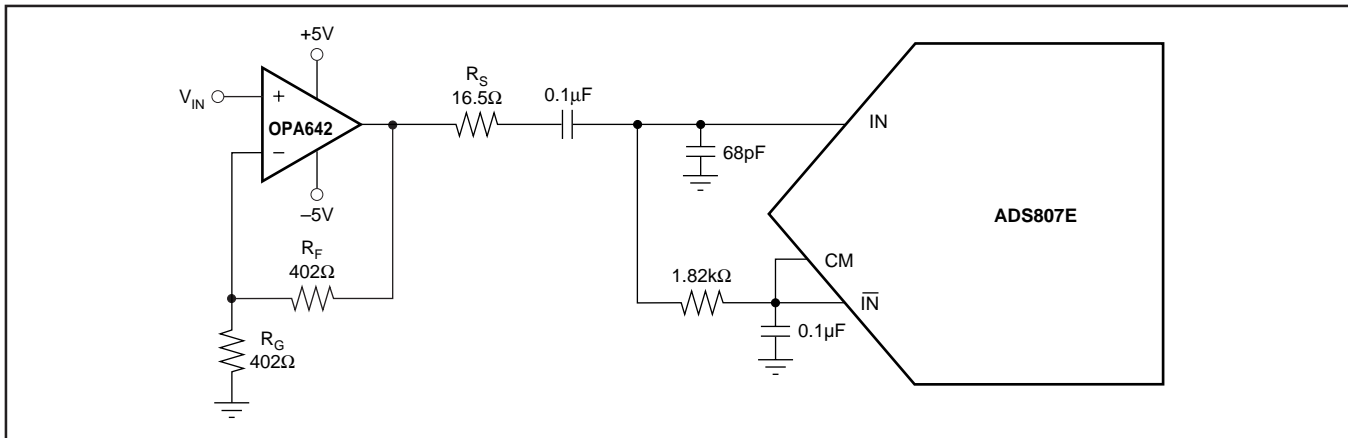 +5V
V_IN
+
OPA642
−
–5V
R_S
16.5Ω
0.1µF
IN
68pF
ADS807E
R_F
402Ω
CM
1.82kΩ
I̅N̅
0.1µF
R_G
402Ω